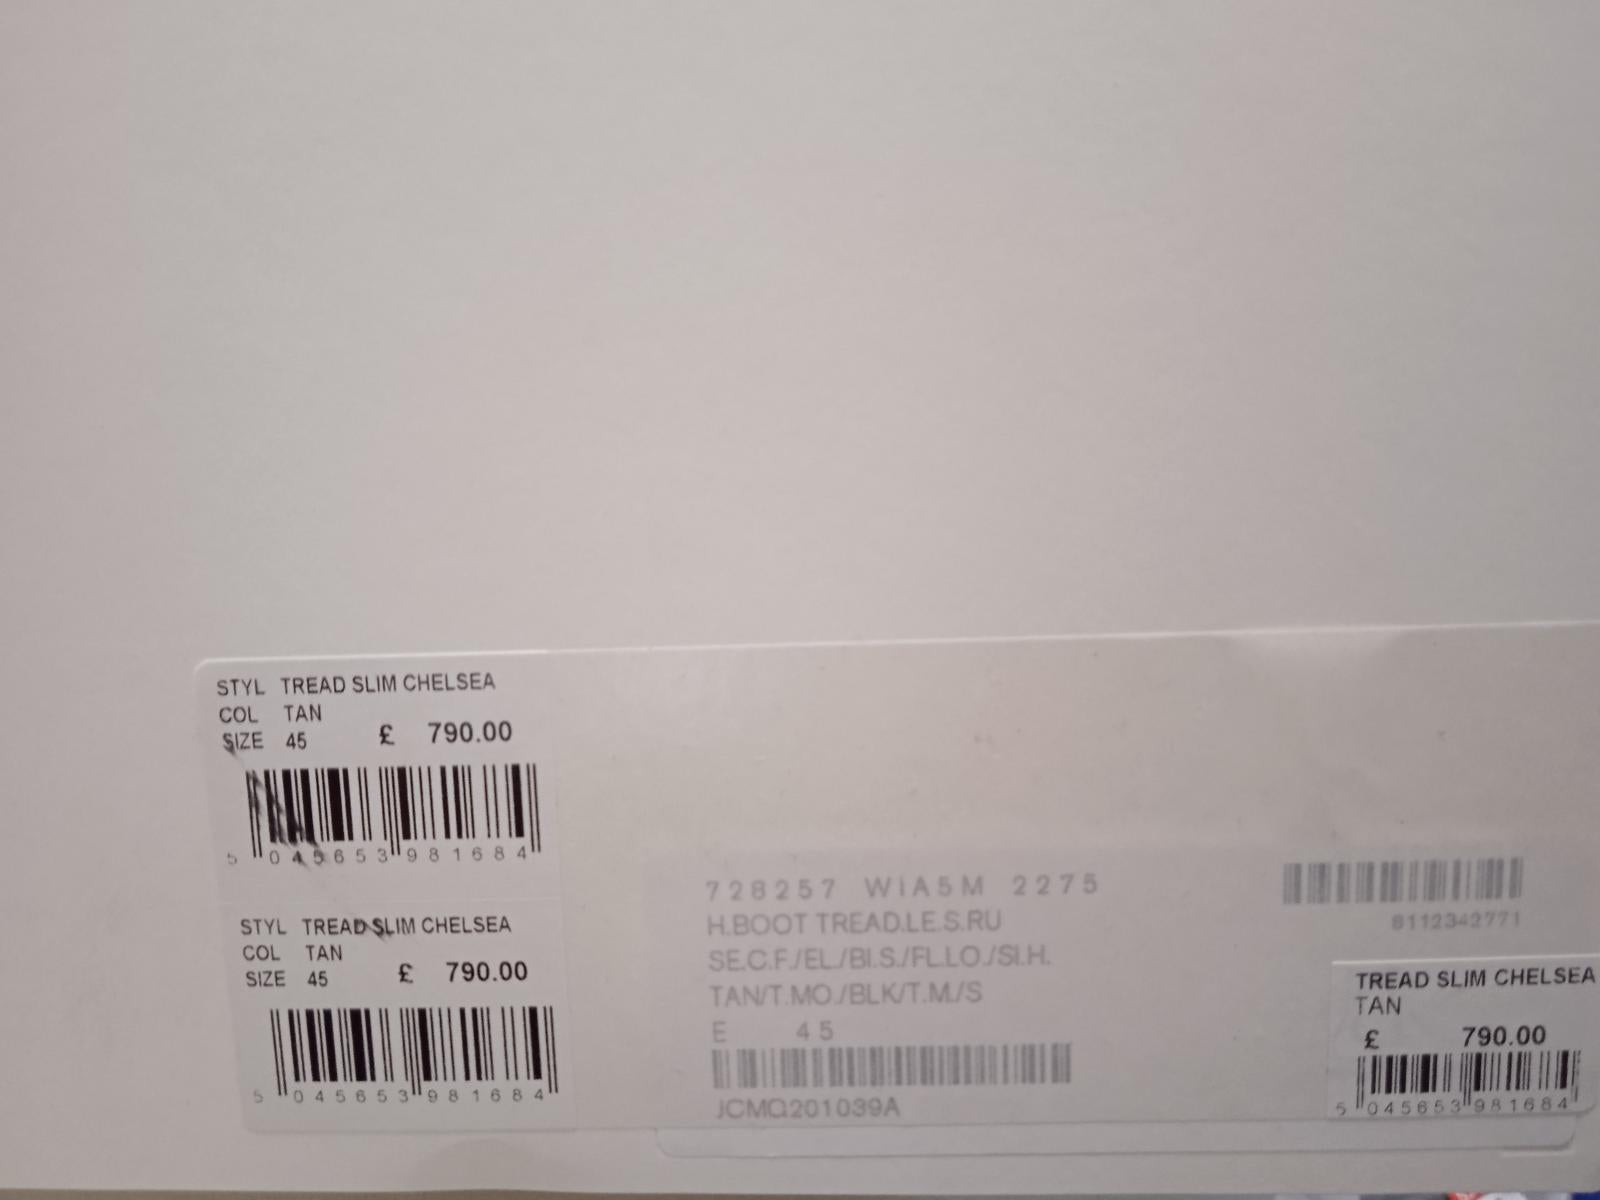 STYL TREAD SLIM CHELSEA
COL TAN
SIZE 45 £ 790.00
5 045653 981684
STYL TREAD SLIM CHELSEA
COL TAN
SIZE 45 £ 790.00
5 045653 981684
728257 WIA5M 2275
H.BOOT TREAD.LE.S.RU
SE.C.F./EL./BI.S./FL.LO./SI.H.
TAN/T.MO./BLK/T.M./S
E 45
JCMQ201039A
8112342771
TREAD SLIM CHELSEA
TAN
£ 790.00
5 045653 981684